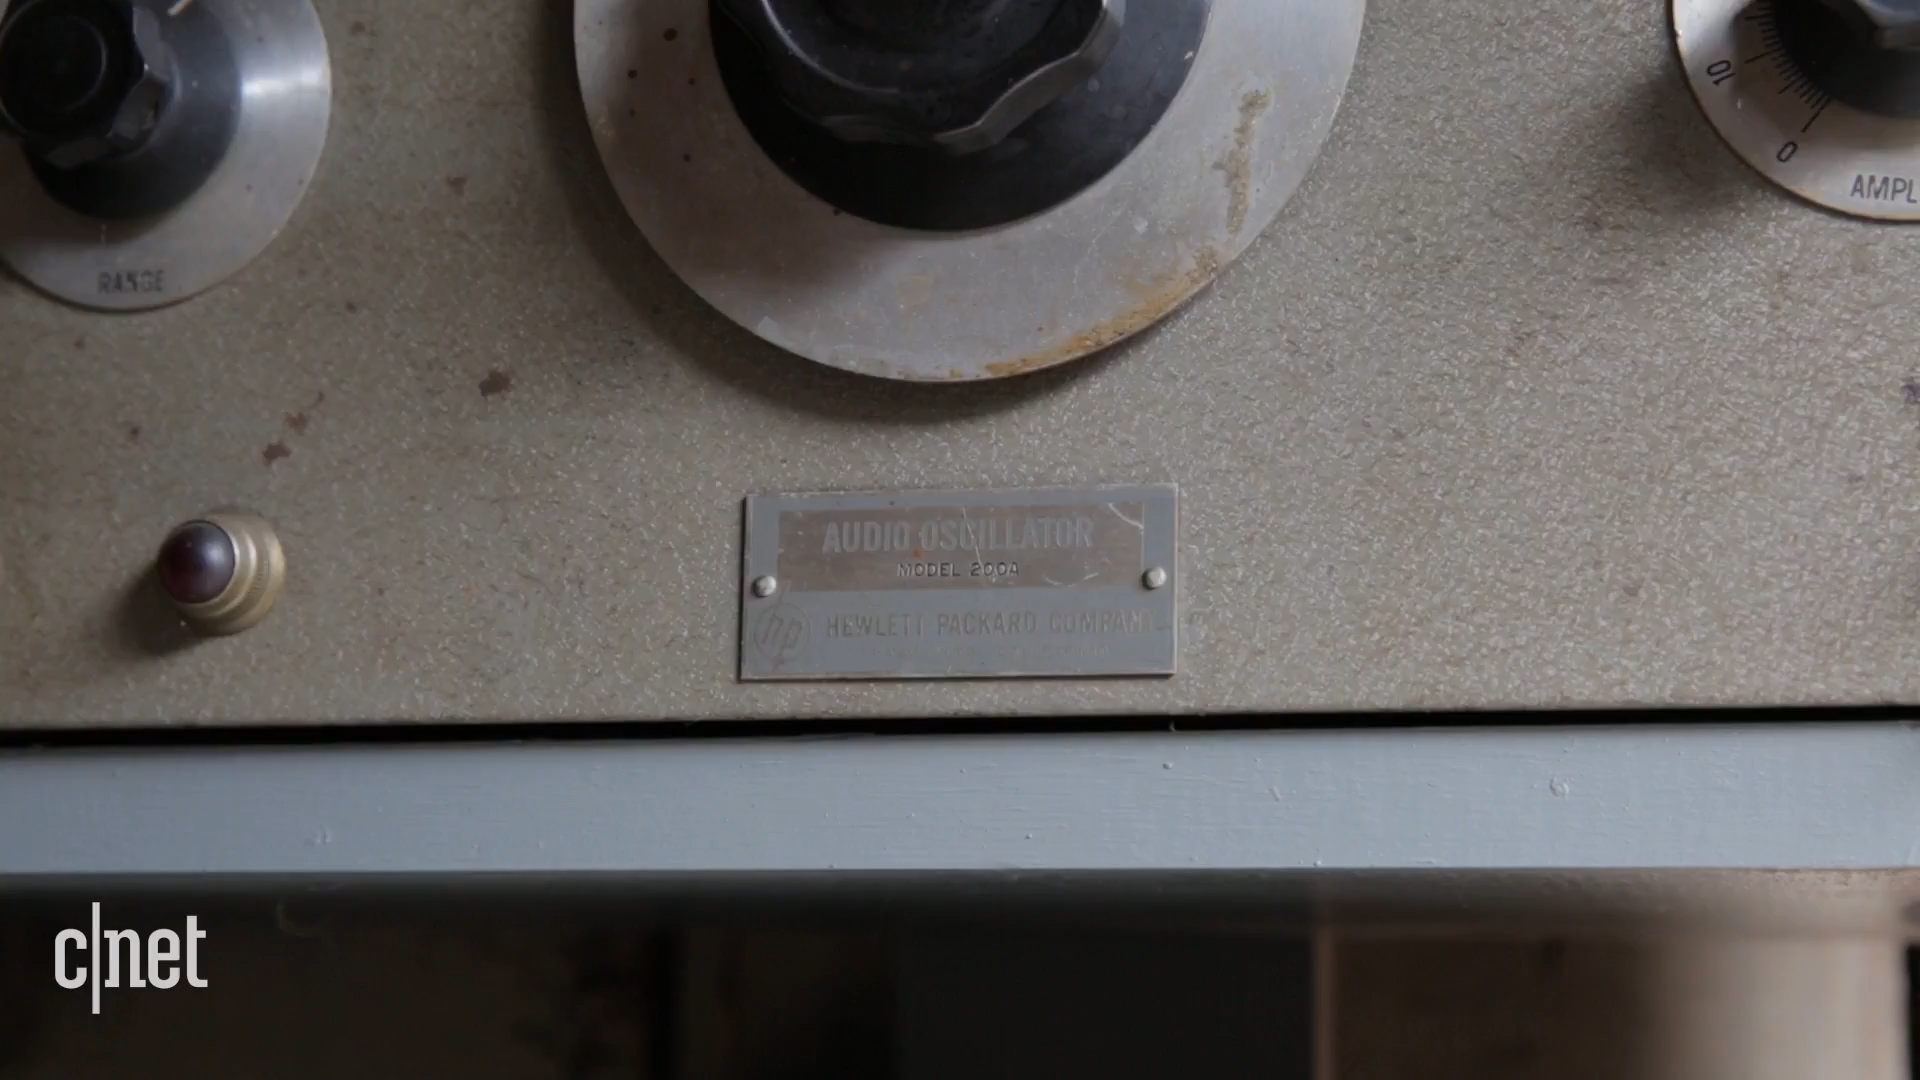 10
0
AMPL
RANGE
AUDIO OSCILLATOR
MODEL 200A
hp HEWLETT PACKARD COMPANY
c|net